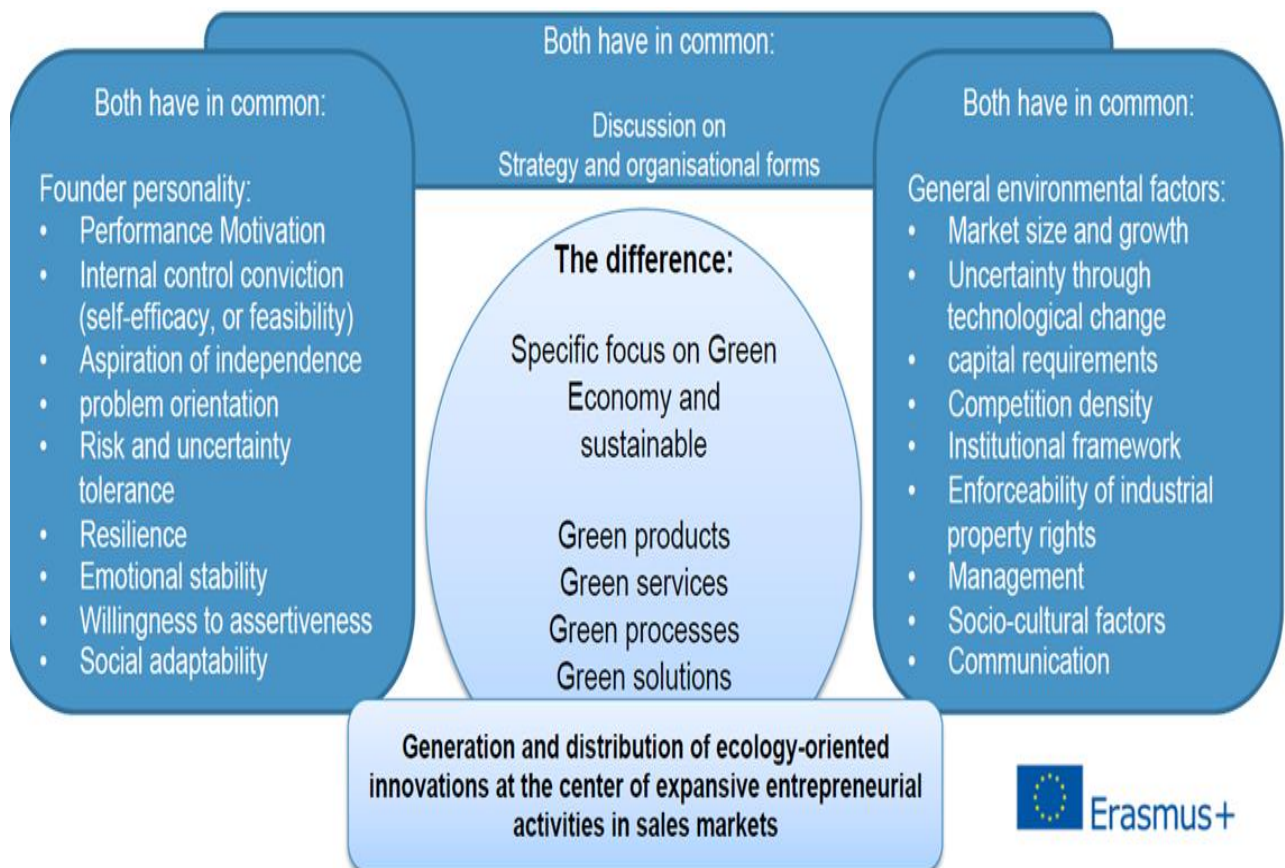 Both have in common:
Discussion on
Strategy and organisational forms
Both have in common:
Founder personality:
• Performance Motivation
• Internal control conviction
(self-efficacy, or feasibility)
• Aspiration of independence
• problem orientation
• Risk and uncertainty
tolerance
• Resilience
• Emotional stability
• Willingness to assertiveness
• Social adaptability
The difference:
Specific focus on Green
Economy and
sustainable
Green products
Green services
Green processes
Green solutions
Generation and distribution of ecology-oriented
innovations at the center of expansive entrepreneurial
activities in sales markets
Both have in common:
General environmental factors:
• Market size and growth
• Uncertainty through
technological change
• capital requirements
• Competition density
• Institutional framework
• Enforceability of industrial
property rights
• Management
• Socio-cultural factors
• Communication
Erasmus+